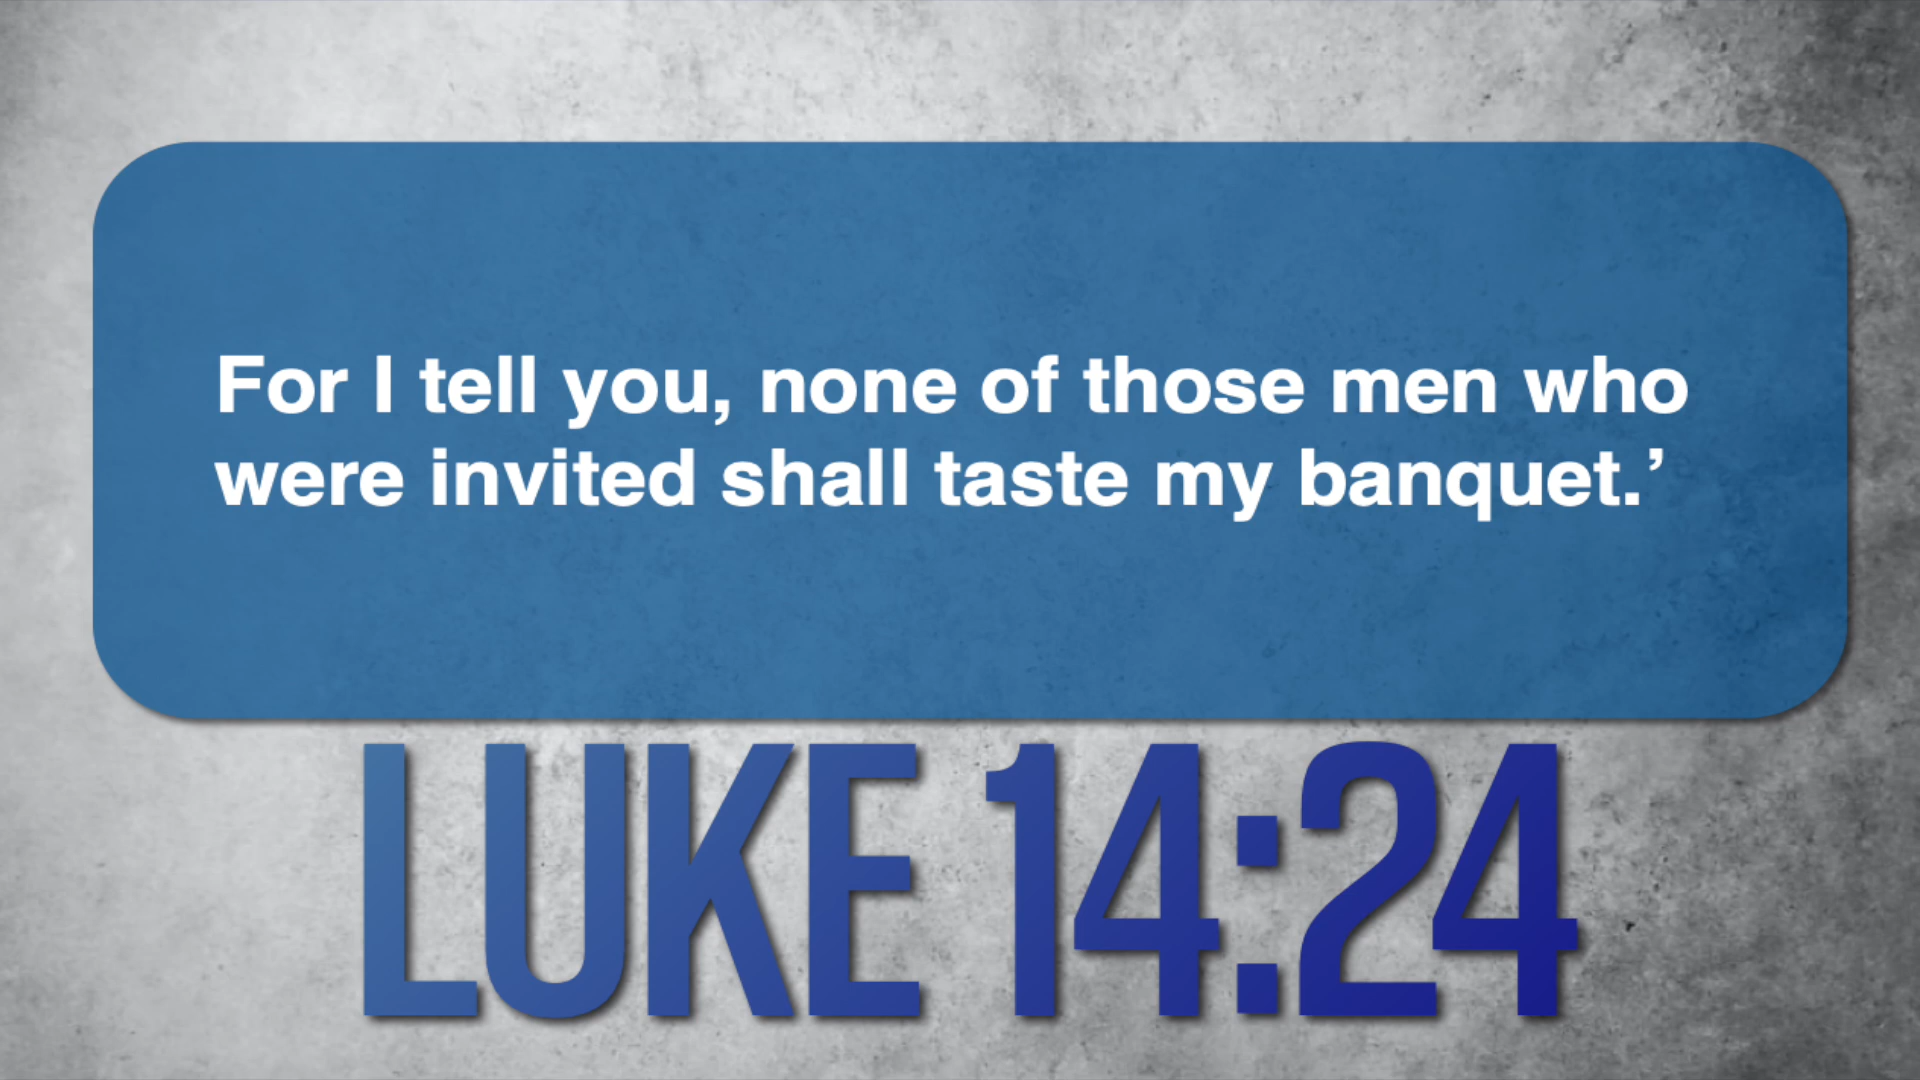 For I tell you, none of those men who
were invited shall taste my banquet.’
LUKE 14:24